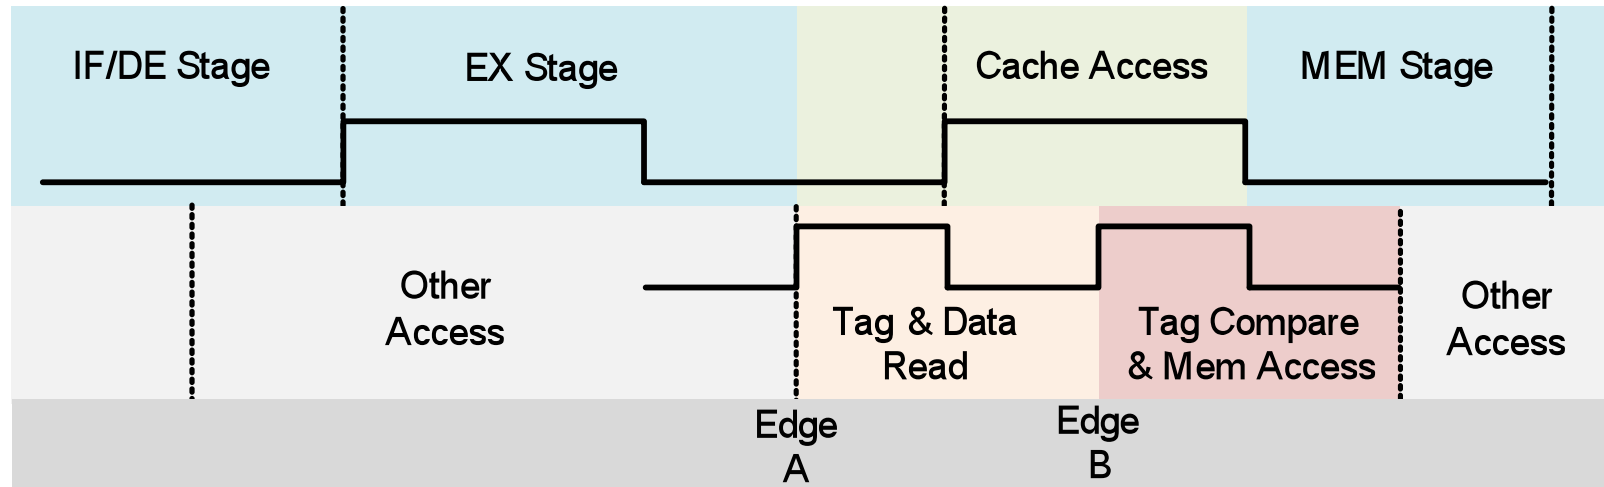 IF/DE Stage
EX Stage
Cache Access
MEM Stage
Other
Access
Tag & Data
Read
Tag Compare
& Mem Access
Other
Access
Edge
A
Edge
B